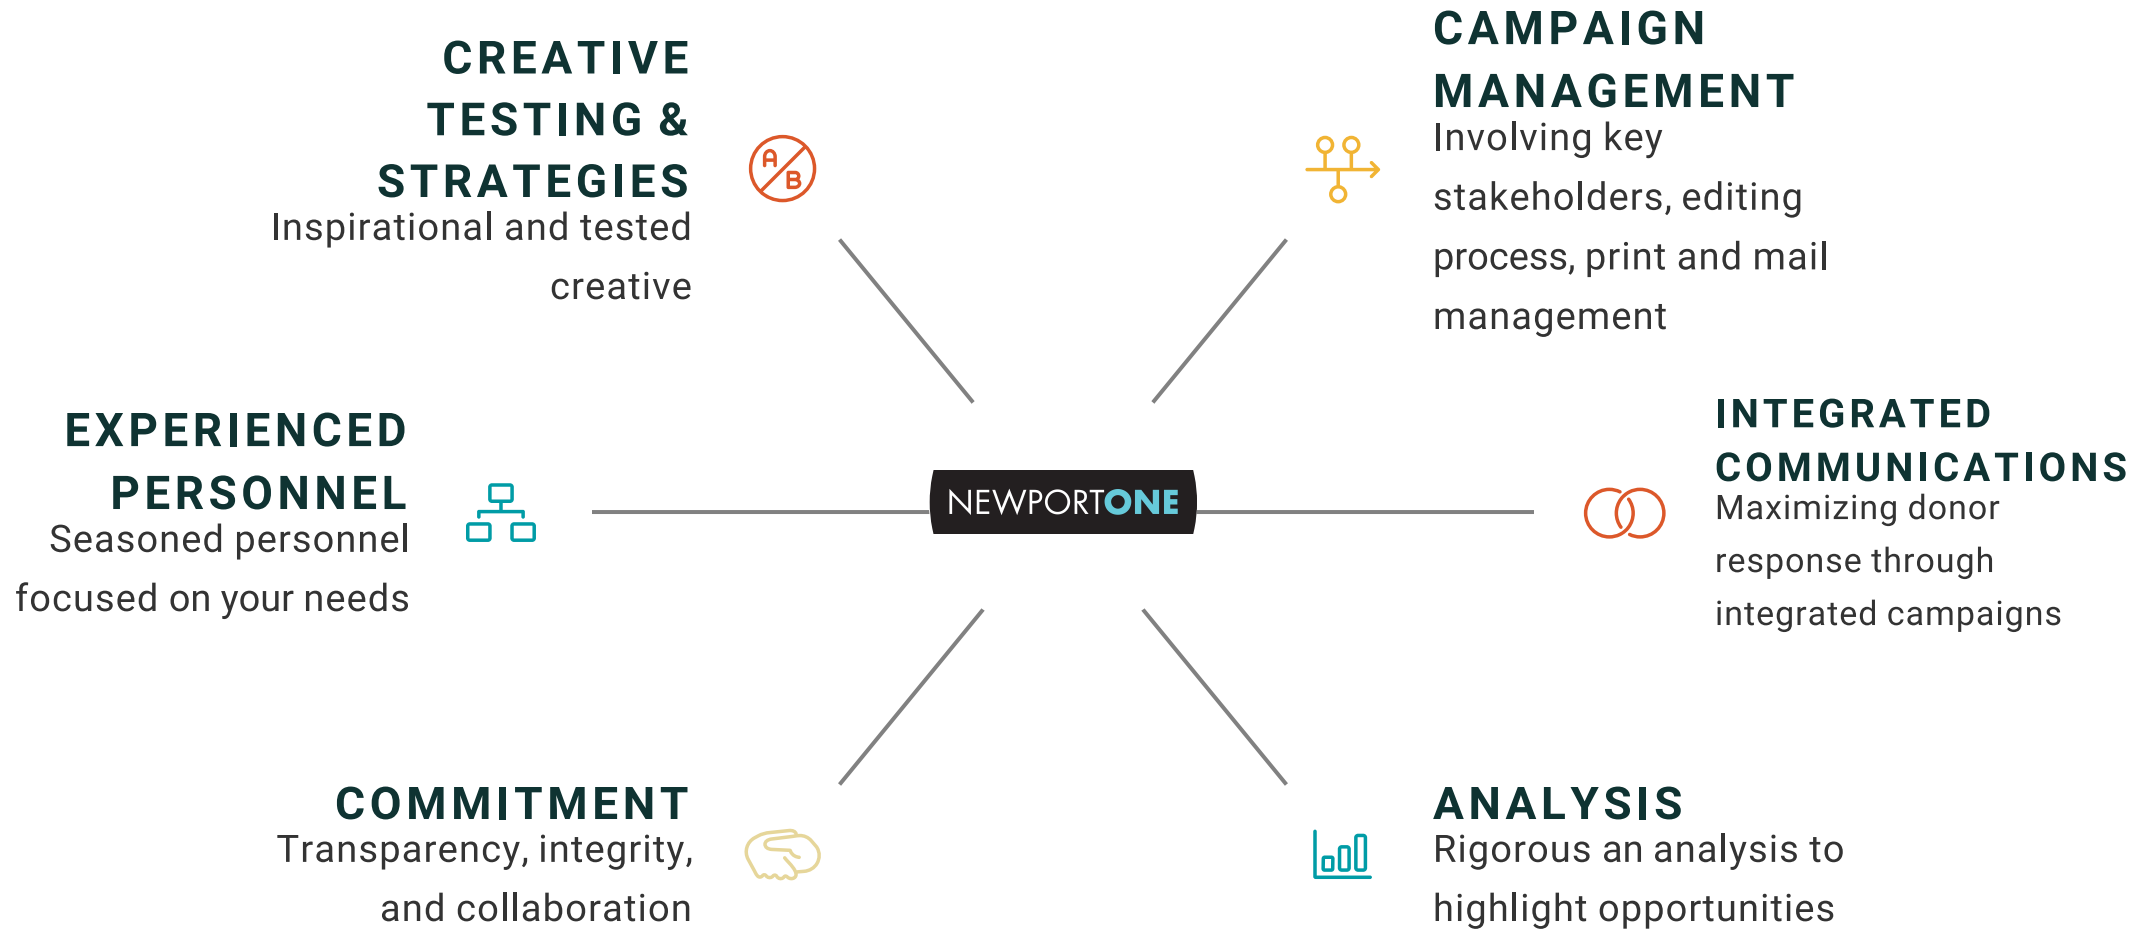 CREATIVE
TESTING &
STRATEGIES
Inspirational and tested
creative
A
B
CAMPAIGN
MANAGEMENT
Involving key
stakeholders, editing
process, print and mail
management
EXPERIENCED
PERSONNEL
Seasoned personnel
focused on your needs
NEWPORTONE
INTEGRATED
COMMUNICATIONS
Maximizing donor
response through
integrated campaigns
COMMITMENT
Transparency, integrity,
and collaboration
ANALYSIS
Rigorous an analysis to
highlight opportunities